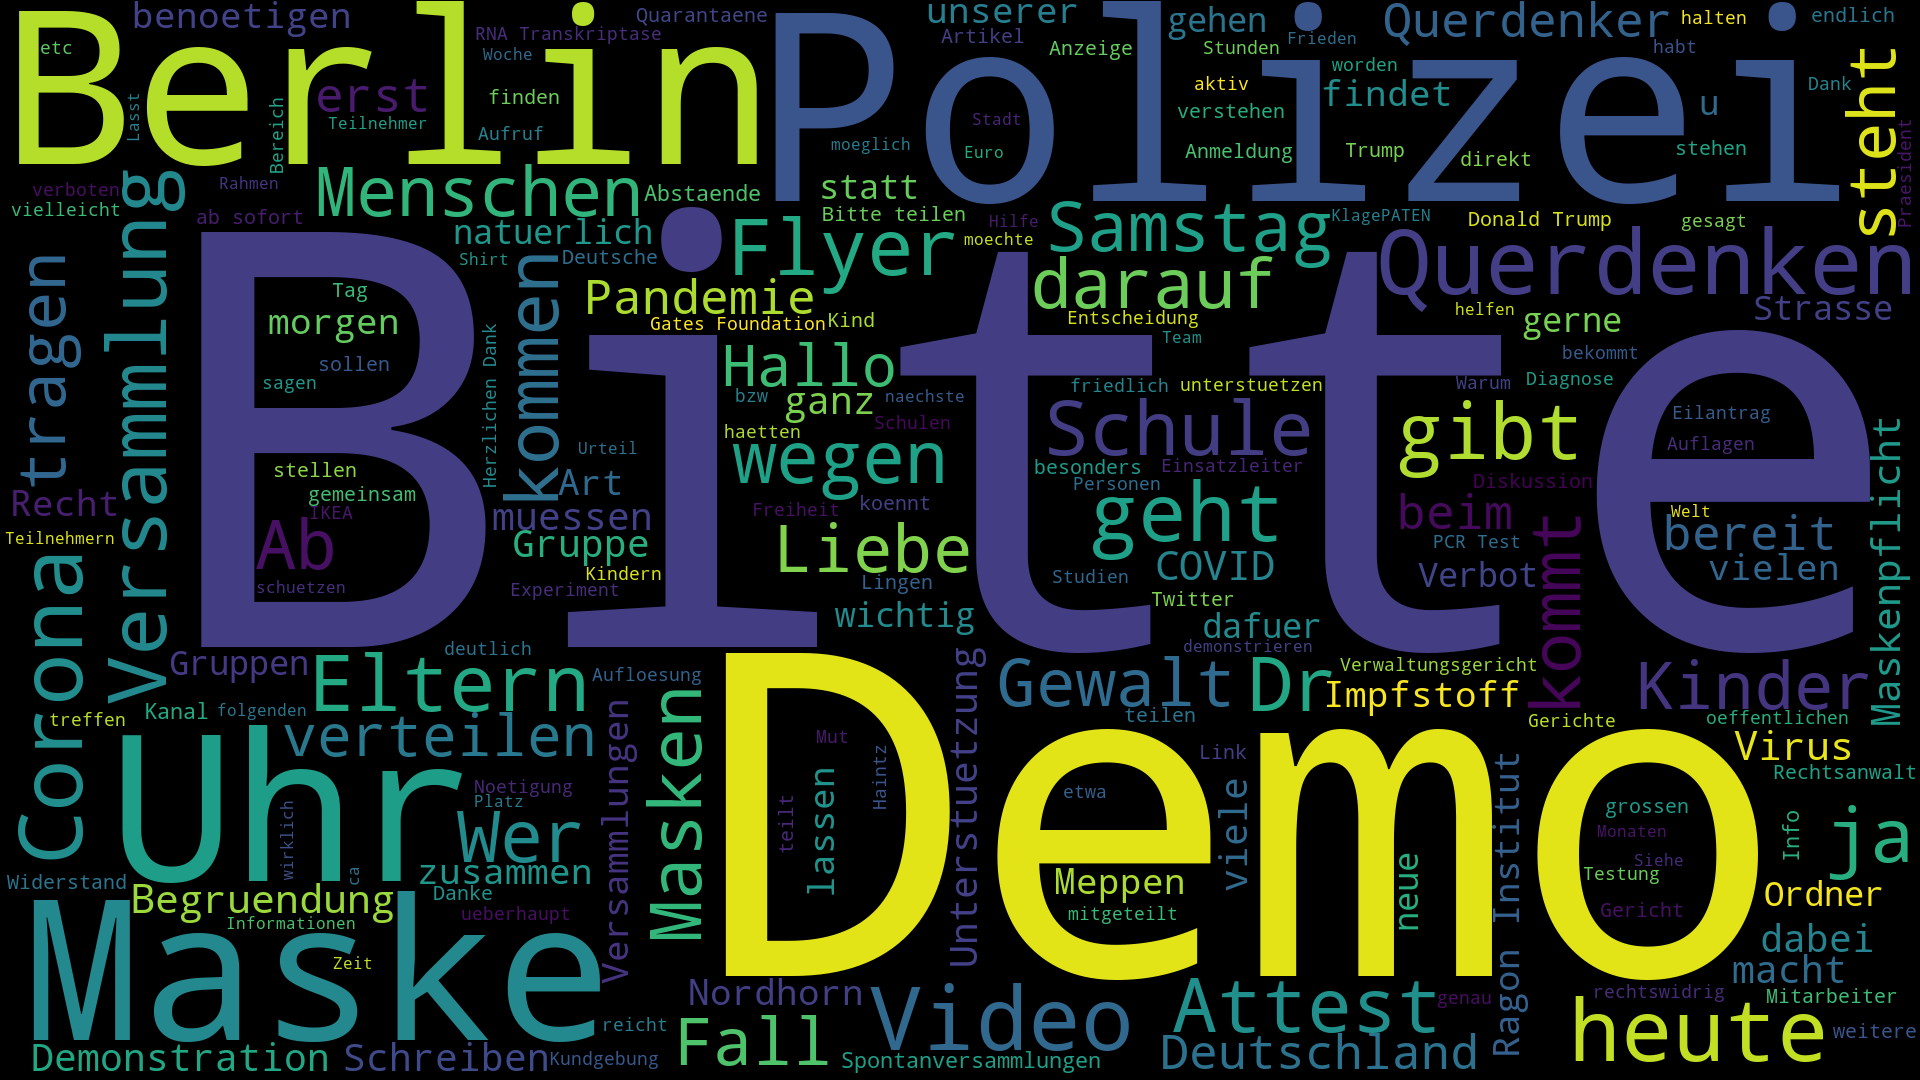 Berlin
Polizei
Bitte
Demo
Uhr
Maske
benoetigen
etc
RNA Transkriptase
Quarantaene
Woche
unserer
Artikel
gehen
Anzeige
Stunden
Frieden
Querdenker
halten
endlich
habt
erst
Teilnehmer
finden
Aufruf
Lasst
Bereich
aktiv
worden
findet
verstehen
u
Dank
steht
Praesident
Stadt
Euro
moeglich
Anmeldung
Trump
direkt
stehen
verboten
vielleicht
Rahmen
ab sofort
Menschen
Abstaende
statt
Bitte teilen
Hilfe
moechte
Samstag
KlagePATEN
Donald Trump
gesagt
Versammlung
tragen
natuerlich
Shirt
Deutsche
kommen
Flyer
darauf
Querdenken
Strasse
Tag
morgen
sollen
sagen
Herzlichen Dank
Pandemie
Gates Foundation
Kind
Entscheidung
Team
helfen
gerne
bekommt
Hallo
bzw
ganz
naechste
friedlich
unterstuetzen
Warum
Diagnose
haetten
Schulen
Schule
gibt
Eilantrag
Auflagen
Maskenpflicht
wegen
Urteil
Art
besonders
Einsatzleiter
Personen
Diskussion
stellen
gemeinsam
IKEA
Recht
Teilnehmern
Ab
schuetzen
muessen
Gruppe
Kindern
Experiment
Freiheit
koennt
Liebe
Lingen
wichtig
geht
COVID
Studien
Twitter
dafuer
demonstrieren
beim
PCR Test
Verbot
kommt
Welt
bereit
vielen
Corona
Gruppen
deutlich
Eltern
Aufloesung
Kanal
folgenden
treffen
verteilen
Masken
Versammlungen
Unterstuetzung
Gewalt
teilen
Dr
Verwaltungsgericht
Impfstoff
Link
Kinder
Gerichte
oeffentlichen
Virus
Rechtsanwalt
Noetigung
Platz
wirklich
ca
Wer
zusammen
Danke
Widerstand
Begruendung
Informationen
ueberhaupt
Zeit
Mut
teilt
lassen
Haintz
etwa
viele
Meppen
mitgeteilt
neue
Ragon Institut
grossen
Monaten
Siehe
Testung
Gericht
Info
ja
Ordner
dabei
macht
reicht
Demonstration
Schreiben
Kundgebung
Nordhorn
Fall
Video
Spontanversammlungen
Attest
genau
Deutschland
rechtswidrig
Mitarbeiter
heute
weitere